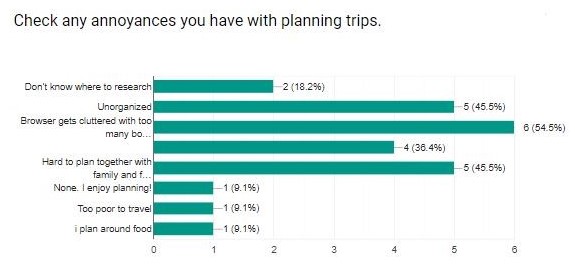 Check any annoyances you have with planning trips.
Don't know where to research
2 (18.2%)
Unorganized
5 (45.5%)
Browser gets cluttered with too
many bo...
6 (54.5%)
4 (36.4%)
Hard to plan together with
family and f...
5 (45.5%)
None. I enjoy planning!
1 (9.1%)
Too poor to travel
1 (9.1%)
i plan around food
1 (9.1%)
0 1 2 3 4 5 6